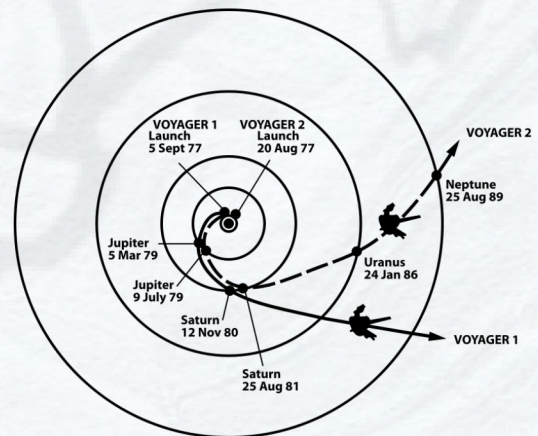 VOYAGER 1
Launch
5 Sept 77
VOYAGER 2
Launch
20 Aug 77
VOYAGER 2
Neptune
25 Aug 89
Jupiter
5 Mar 79
Uranus
24 Jan 86
Jupiter
9 July 79
Saturn
12 Nov 80
VOYAGER 1
Saturn
25 Aug 81